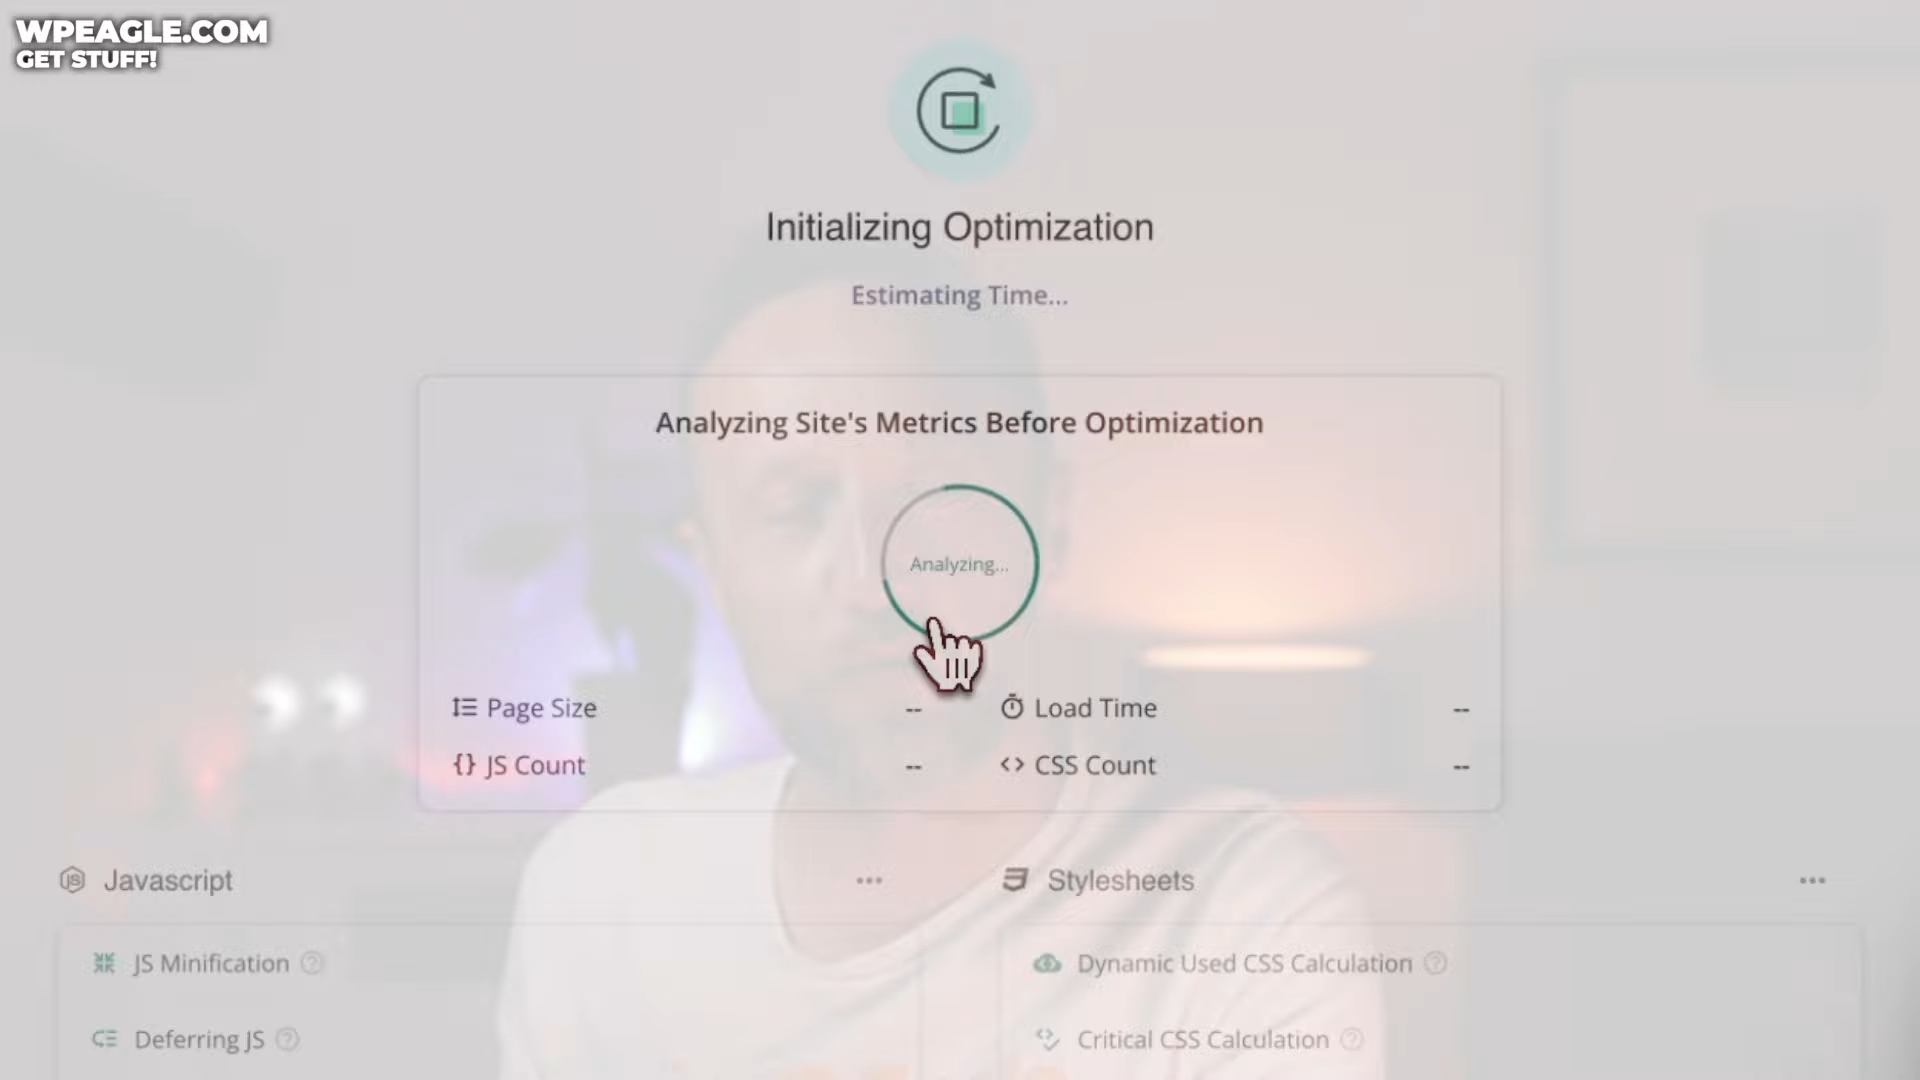 WPEAGLE.COM
GET STUFF!
Initializing Optimization
Estimating Time...
Analyzing Site's Metrics Before Optimization
Analyzing...
Page Size -- Load Time --
{} JS Count -- <> CSS Count --
Javascript ... Stylesheets ...
JS Minification ? Dynamic Used CSS Calculation ?
Deferring JS ? Critical CSS Calculation ?